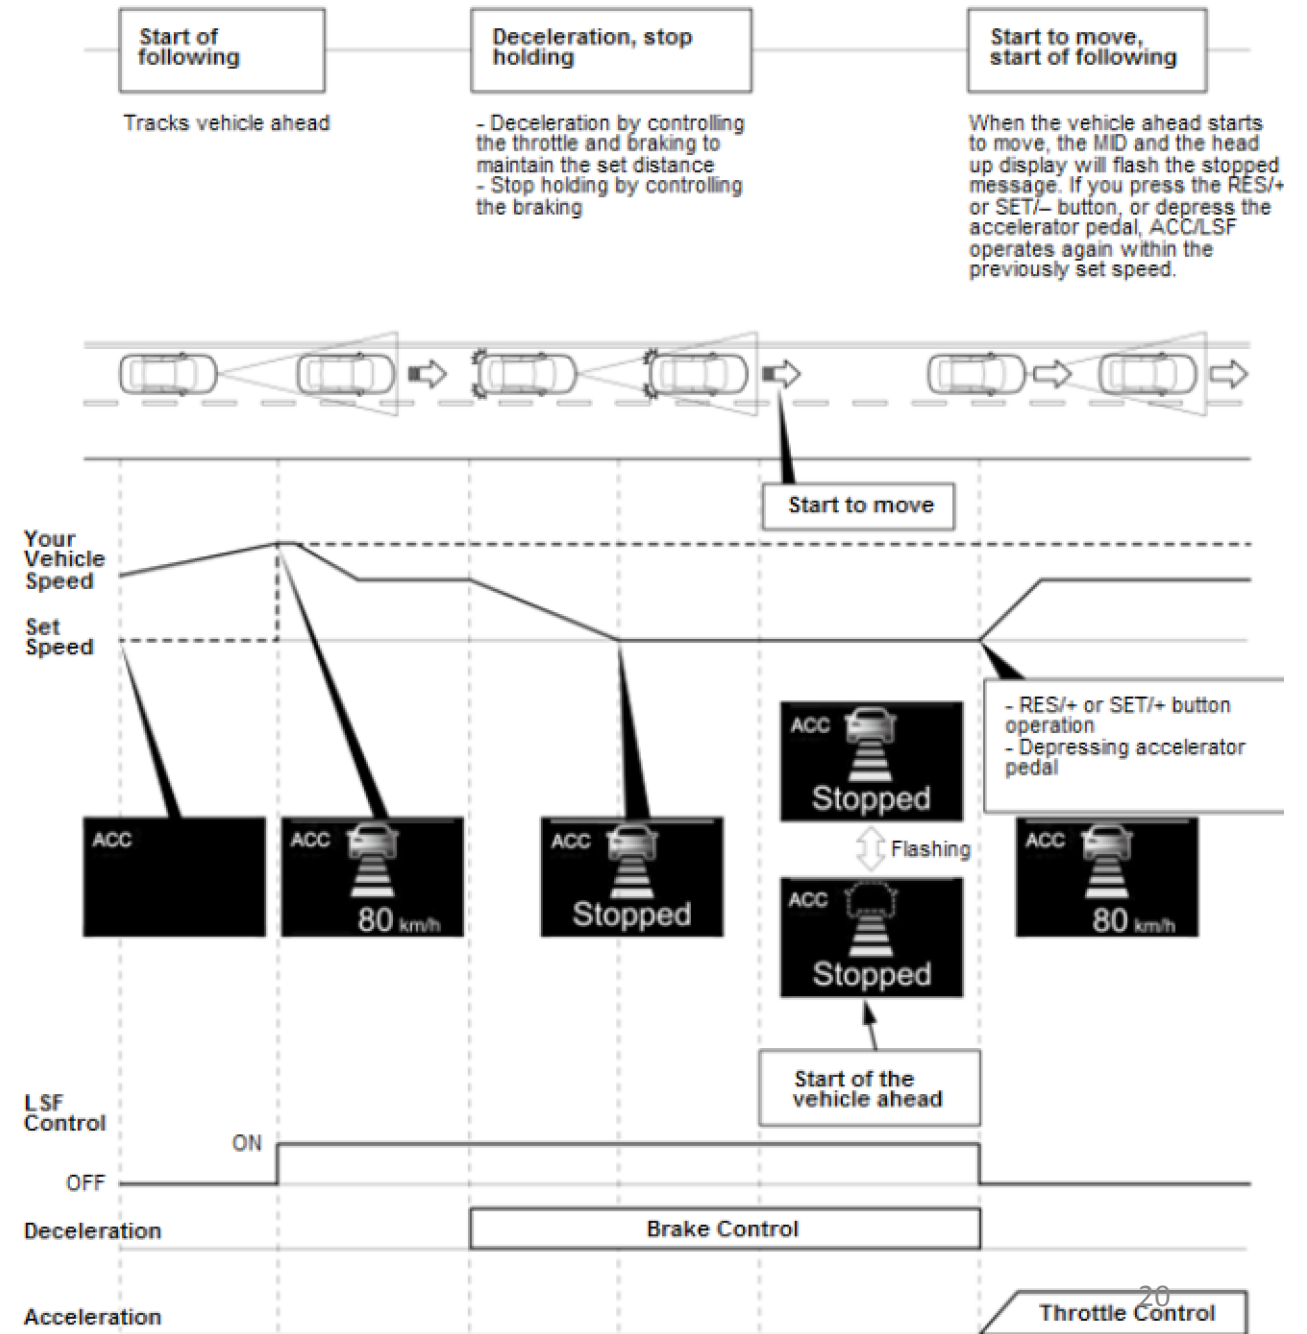 Start of
following
Deceleration, stop
holding
Start to move,
start of following
Tracks vehicle ahead
- Deceleration by controlling
the throttle and braking to
maintain the set distance
- Stop holding by controlling
the braking
When the vehicle ahead starts
to move, the MID and the head
up display will flash the stopped
message. If you press the RES/+
or SET/– button, or depress the
accelerator pedal, ACC/LSF
operates again within the
previously set speed.
Start to move
Your
Vehicle
Speed
Set
Speed
- RES/+ or SET/+ button
operation
- Depressing accelerator
pedal
ACC
Stopped
Flashing
ACC
Stopped
ACC
ACC
80 km/h
ACC
Stopped
ACC
80 km/h
Start of the
vehicle ahead
LSF
Control
ON
OFF
Deceleration
Brake Control
Acceleration
Throttle Control
20